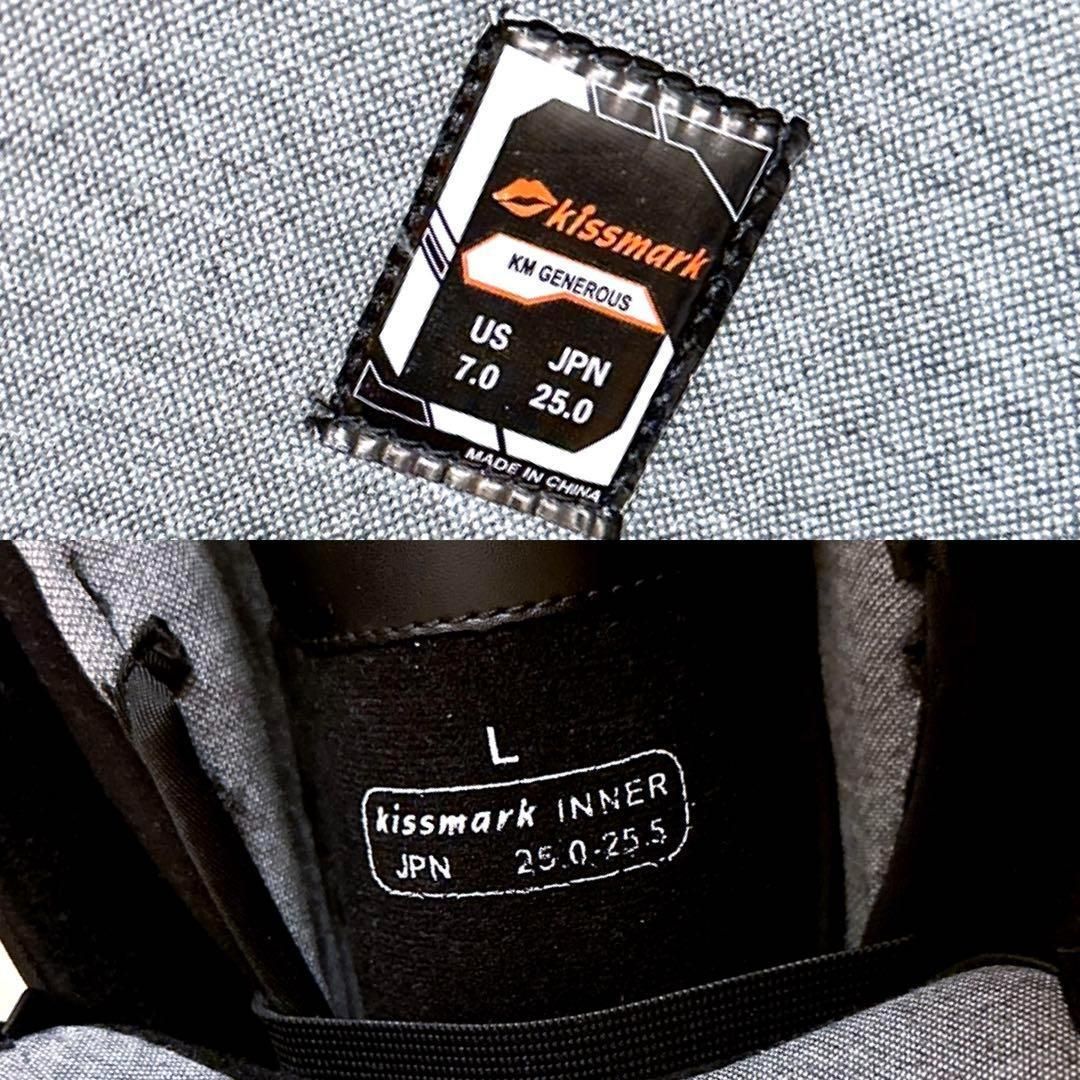 kissmark
KM GENEROUS
US JPN
7.0 25.0
MADE IN CHINA
L
kissmark INNER
JPN 25.0-25.5